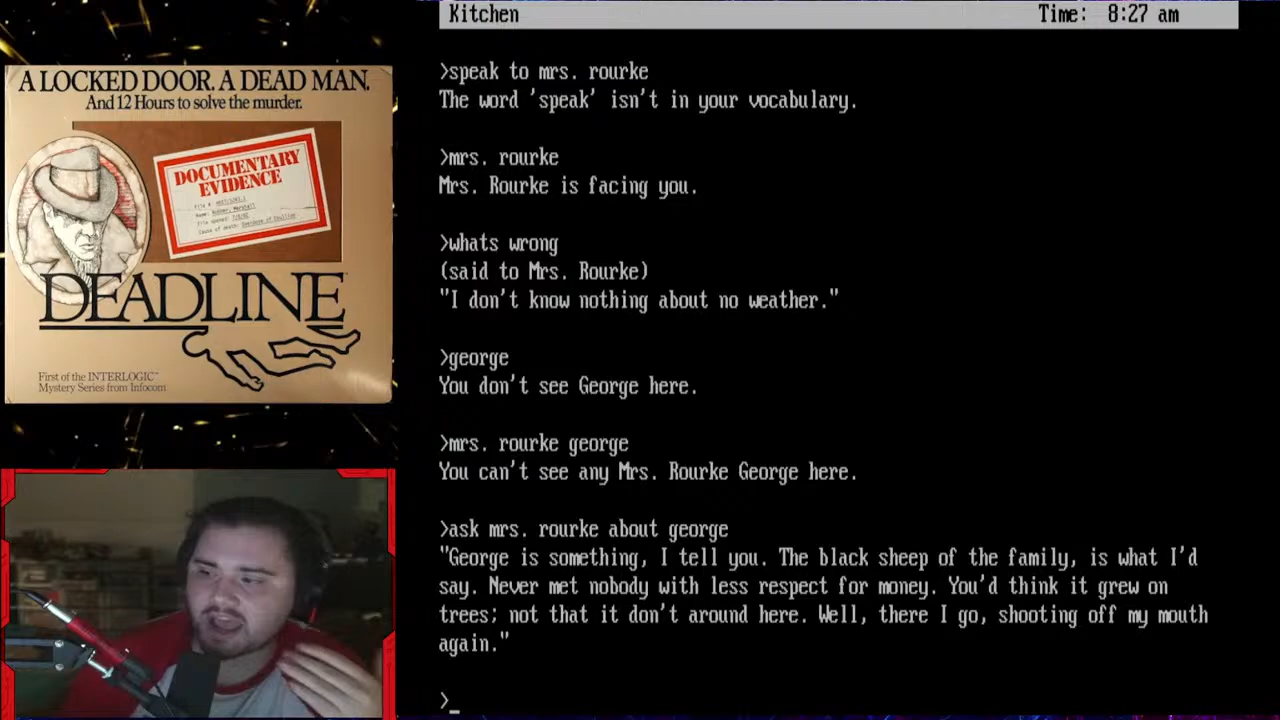 A LOCKED DOOR. A DEAD MAN.
And 12 Hours to solve the murder.
DOCUMENTARY
EVIDENCE
DEADLINE
First of the INTERLOGIC™
Mystery Series from Infocom
Kitchen Time: 8:27 am
>speak to mrs. rourke
The word 'speak' isn't in your vocabulary.
>mrs. rourke
Mrs. Rourke is facing you.
>whats wrong
(said to Mrs. Rourke)
"I don't know nothing about no weather."
>george
You don't see George here.
>mrs. rourke george
You can't see any Mrs. Rourke George here.
>ask mrs. rourke about george
"George is something, I tell you. The black sheep of the family, is what I'd
say. Never met nobody with less respect for money. You'd think it grew on
trees; not that it don't around here. Well, there I go, shooting off my mouth
again."
>_